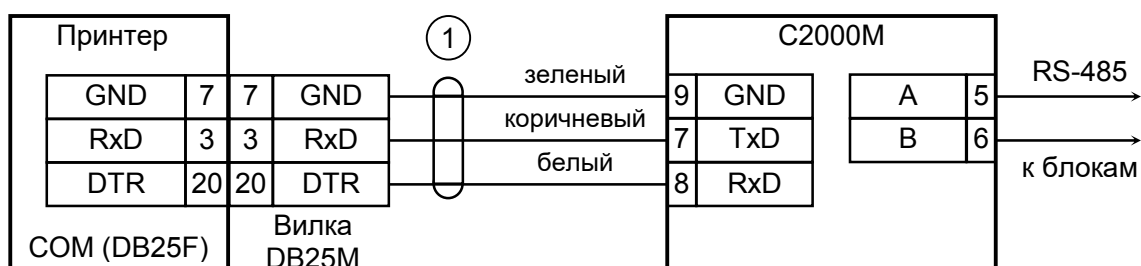 Принтер
1
С2000М
GND 7 7 GND
зеленый
9 GND
A 5
RS-485
RxD 3 3 RxD
коричневый
7 TxD
B 6
DTR 20 20 DTR
белый
8 RxD
к блокам
COM (DB25F)
Вилка
DB25M